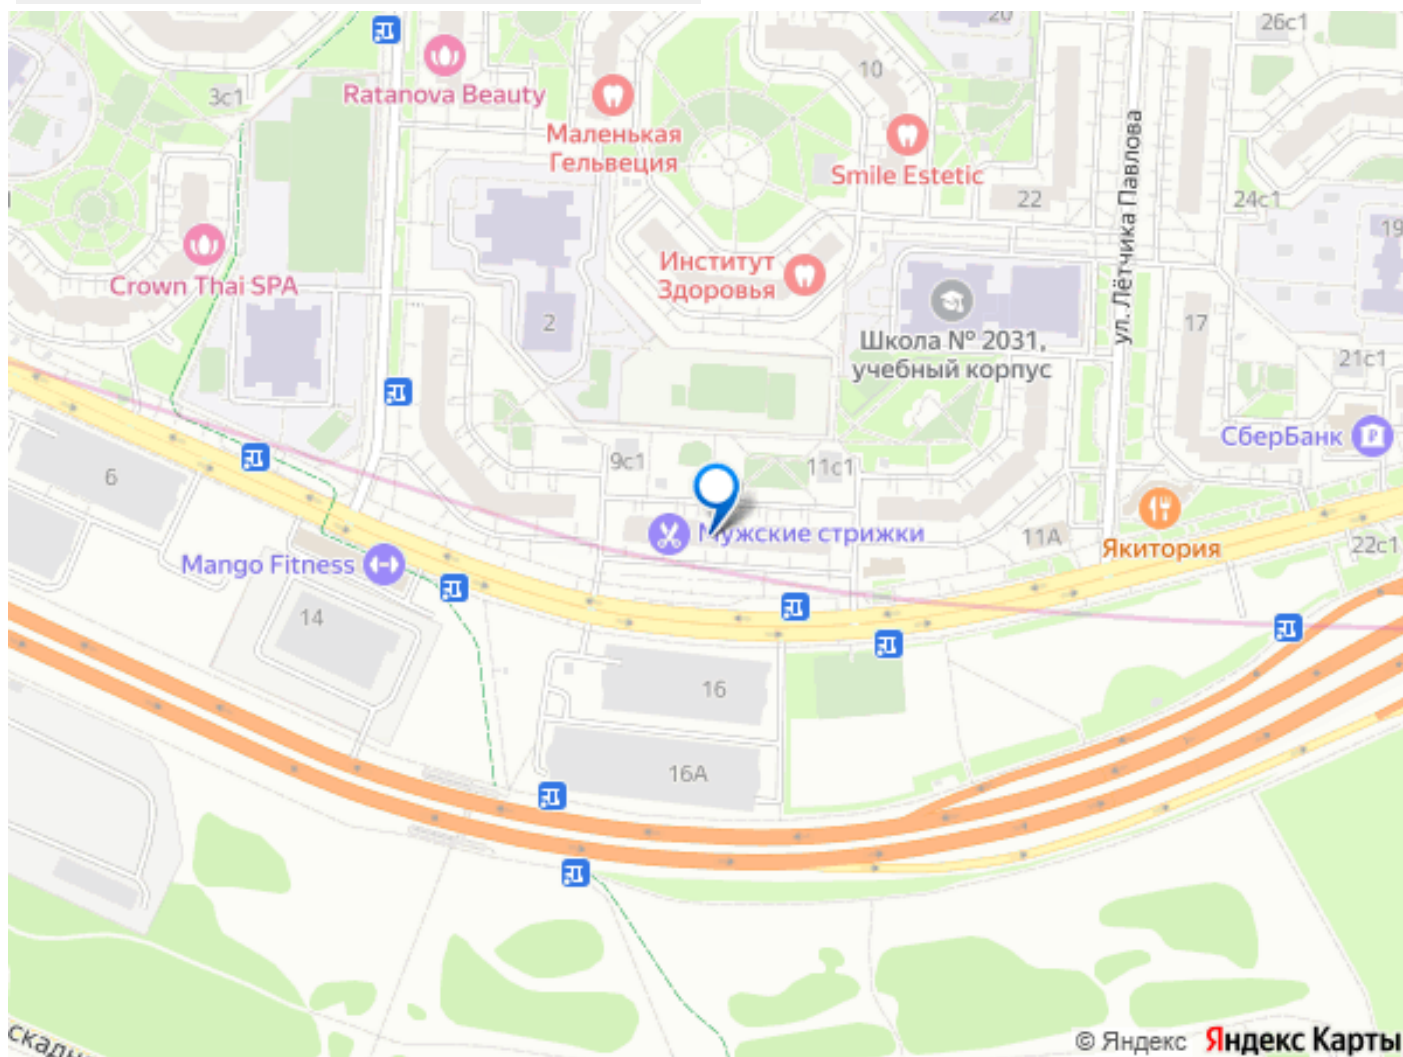 20
26с1
10
3с1
Ratanova Beauty
Маленькая
Гельвеция
Smile Estetic
ул. Лётчика Павлова
22
24с1
19
Институт
Здоровья
Crown Thai SPA
2
17
Школа № 2031,
учебный корпус
21с1
СберБанк
9с1
11с1
6
Мужские стрижки
11А
Якитория
22с1
Mango Fitness
14
16
16А
© Яндекс Яндекс Карты